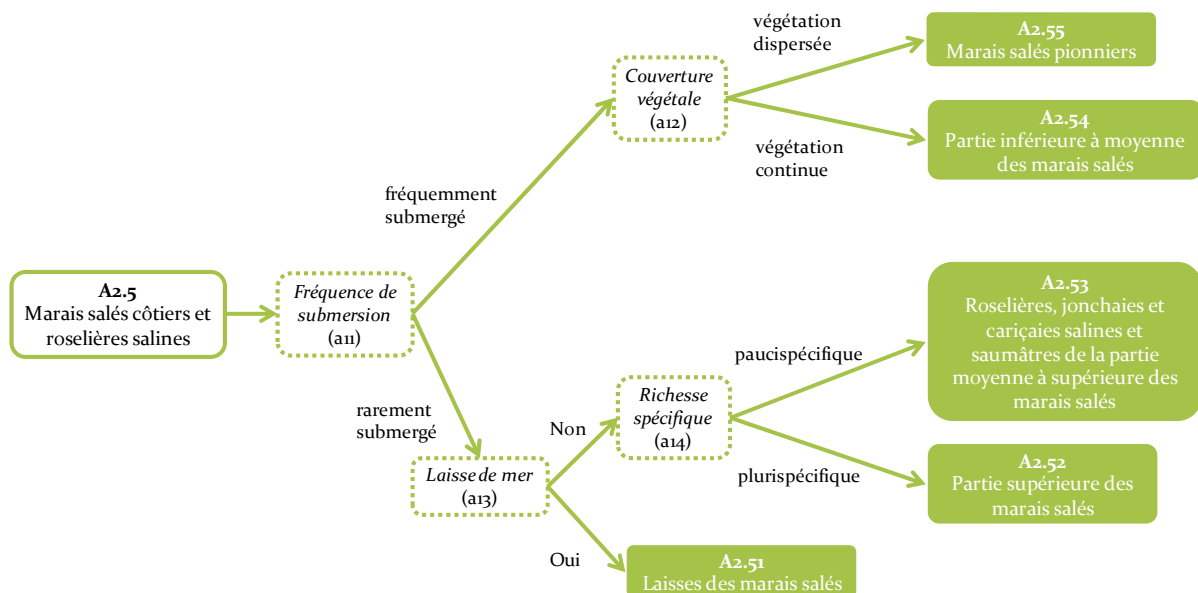 A2.5
Marais salés côtiers et
roselières salines
Fréquence de
submersion
(a11)
fréquemment
submergé
rarement
submergé
Couverture
végétale
(a12)
végétation
dispersée
végétation
continue
A2.55
Marais salés pionniers
A2.54
Partie inférieure à moyenne
des marais salés
Laisse de mer
(a13)
Non
Oui
Richesse
spécifique
(a14)
paucispécifique
plurispécifique
A2.53
Roselières, jonchaies et
cariçaies salines et
saumâtres de la partie
moyenne à supérieure des
marais salés
A2.52
Partie supérieure des
marais salés
A2.51
Laisses des marais salés